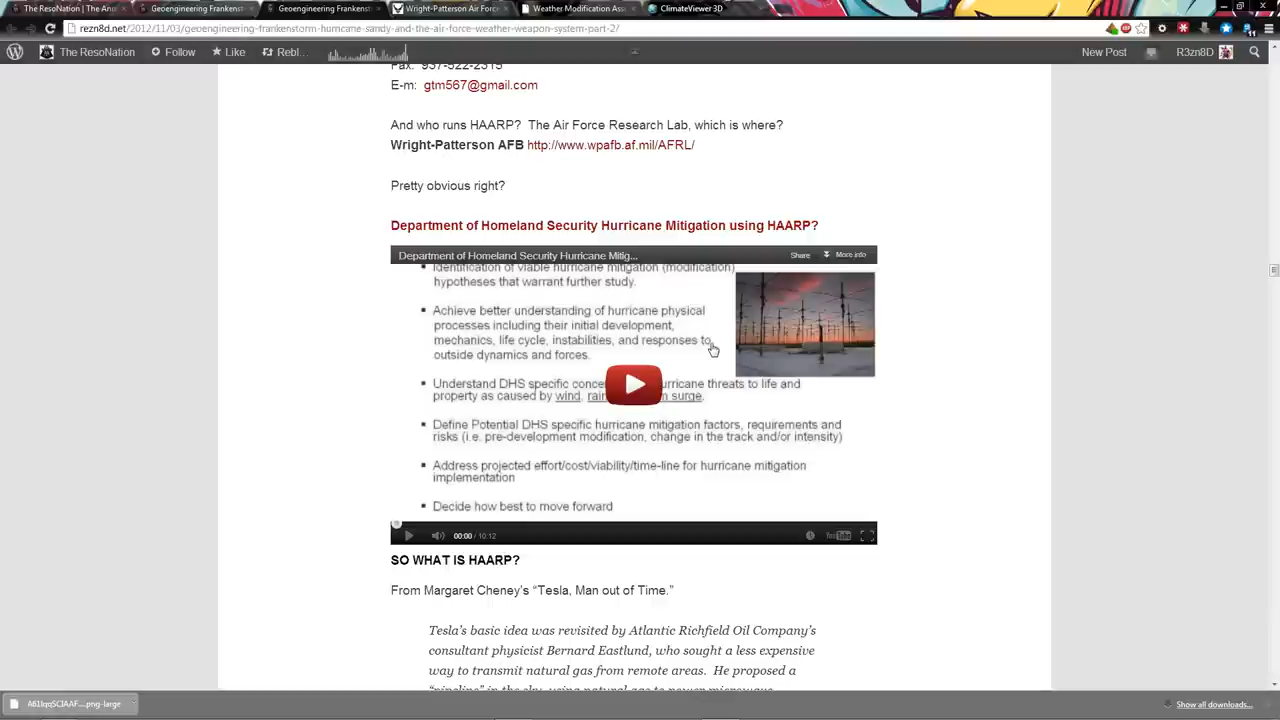 The ResoNation | The Anon
Geoengineering Frankenst
Geoengineering Frankenst
Wright-Patterson Air Forc
Weather Modification Ass
ClimateViewer 3D
rezn8d.net/2012/11/03/geoengineering-frankenstorm-hurricane-sandy-and-the-air-force-weather-weapon-system-part-2/
The ResoNation
Follow
Like
Rebl...
New Post
R3zn8D
Fax: 937-522-2315
E-m: gtm567@gmail.com
And who runs HAARP? The Air Force Research Lab, which is where?
Wright-Patterson AFB http://www.wpafb.af.mil/AFRL/
Pretty obvious right?
Department of Homeland Security Hurricane Mitigation using HAARP?
Department of Homeland Security Hurricane Mitig...
Share
More info
Identification of viable hurricane mitigation (modification)
hypotheses that warrant further study.
Achieve better understanding of hurricane physical
processes including their initial development,
mechanics, life cycle, instabilities, and responses to
outside dynamics and forces.
Understand DHS specific conce urricane threats to life and
property as caused by wind, rain m surge.
Define Potential DHS specific hurricane mitigation factors, requirements and
risks (i.e. pre-development modification, change in the track and/or intensity)
Address projected effort/cost/viability/time-line for hurricane mitigation
implementation
Decide how best to move forward
00:00 / 10:12
YouTube
SO WHAT IS HAARP?
From Margaret Cheney's “Tesla, Man out of Time.”
Tesla's basic idea was revisited by Atlantic Richfield Oil Company's
consultant physicist Bernard Eastlund, who sought a less expensive
way to transmit natural gas from remote areas. He proposed a
“pipeline” in the sky, using natural gas to power microwave
Show all downloads...